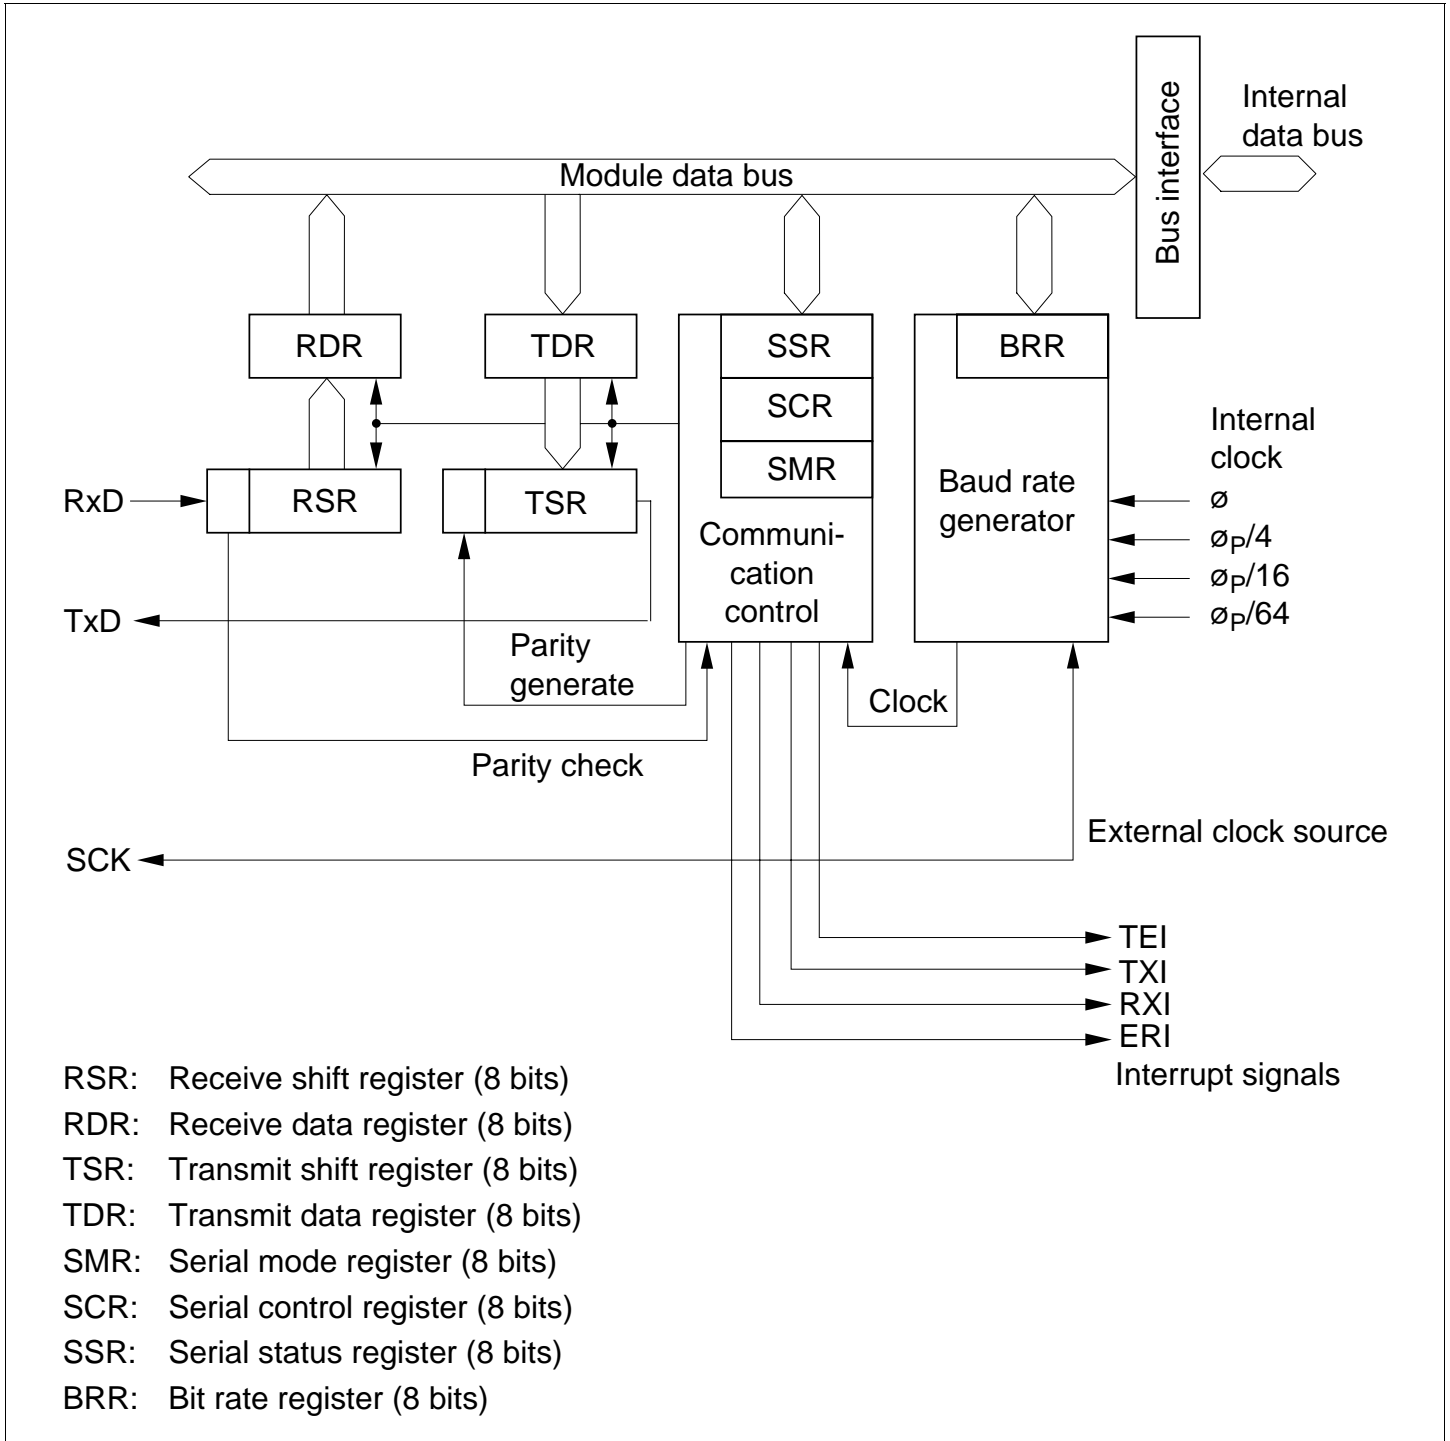 Internal
data bus
Bus interface
Module data bus
RDR
TDR
SSR
BRR
SCR
SMR
Internal
clock
RxD
RSR
TSR
Baud rate
generator
ø
øP/4
øP/16
øP/64
Communi-
cation
control
TxD
Parity
generate
Clock
Parity check
External clock source
SCK
TEI
TXI
RXI
ERI
Interrupt signals
RSR: Receive shift register (8 bits)
RDR: Receive data register (8 bits)
TSR: Transmit shift register (8 bits)
TDR: Transmit data register (8 bits)
SMR: Serial mode register (8 bits)
SCR: Serial control register (8 bits)
SSR: Serial status register (8 bits)
BRR: Bit rate register (8 bits)